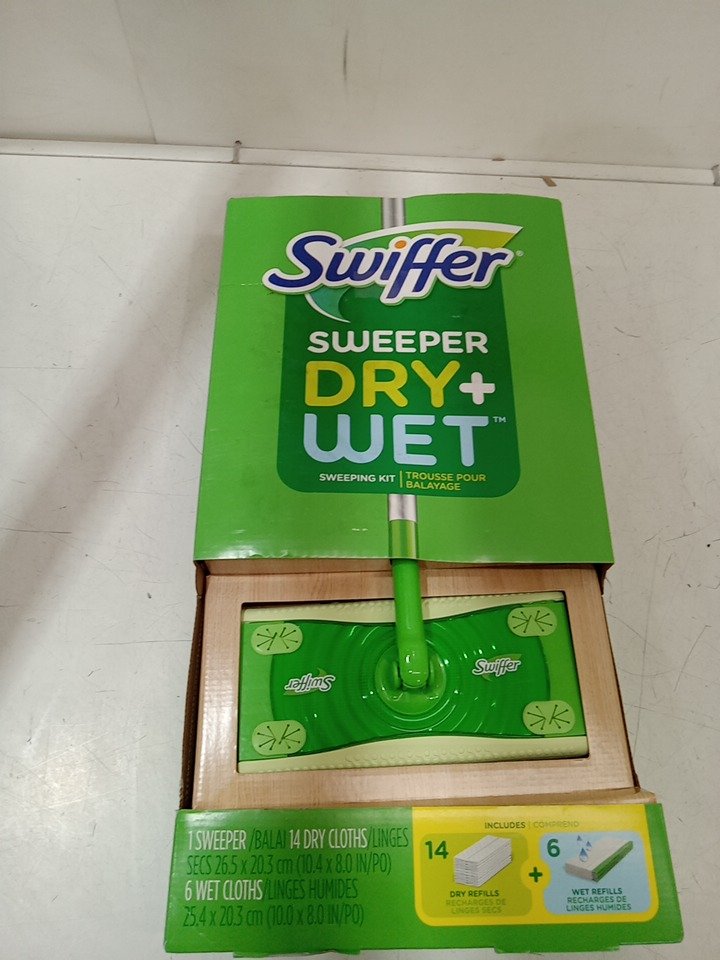 Swiffer®
SWEEPER
DRY+
WET™
SWEEPING KIT | TROUSSE POUR
BALAYAGE
Swiffer
Swiffer
1 SWEEPER /BALAI 14 DRY CLOTHS/LINGES
SECS 26.5 x 20.3 cm (10.4 x 8.0 IN/PO)
6 WET CLOTHS/LINGES HUMIDES
25.4 x 20.3 cm (10.0 x 8.0 IN/PO)
INCLUDES | COMPREND
14
DRY REFILLS
RECHARGES DE
LINGES SECS
+
6
WET REFILLS
RECHARGES DE
LINGES HUMIDES